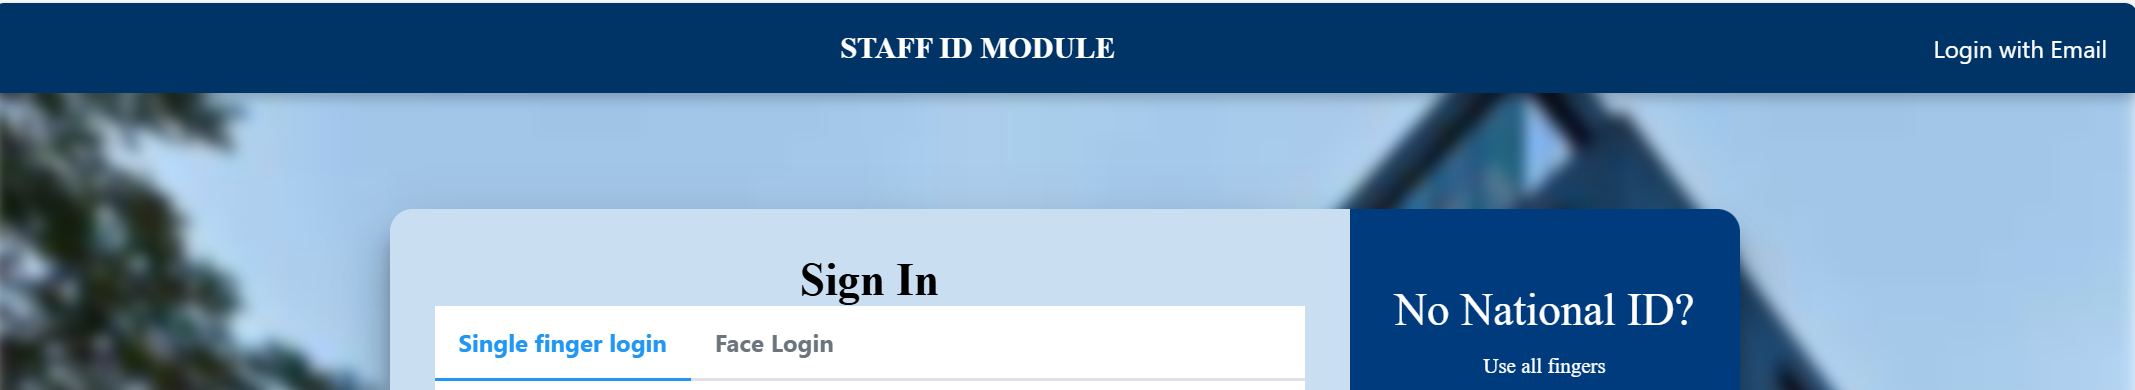 STAFF ID MODULE
Login with Email
Sign In
Single finger login
Face Login
No National ID?
Use all fingers